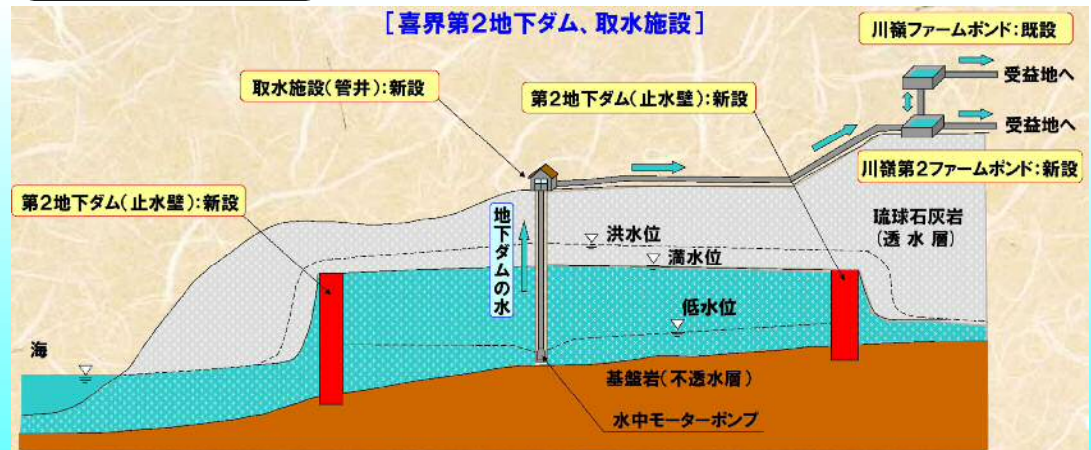 [喜界第2地下ダム、取水施設]
川嶺ファームポンド:既設
取水施設(管井):新設
第2地下ダム(止水壁):新設
受益地へ
受益地へ
川嶺第2ファームポンド:新設
第2地下ダム(止水壁):新設
地下ダムの水
琉球石灰岩
(透水層)
洪水位
満水位
低水位
海
基盤岩(不透水層)
水中モーターポンプ